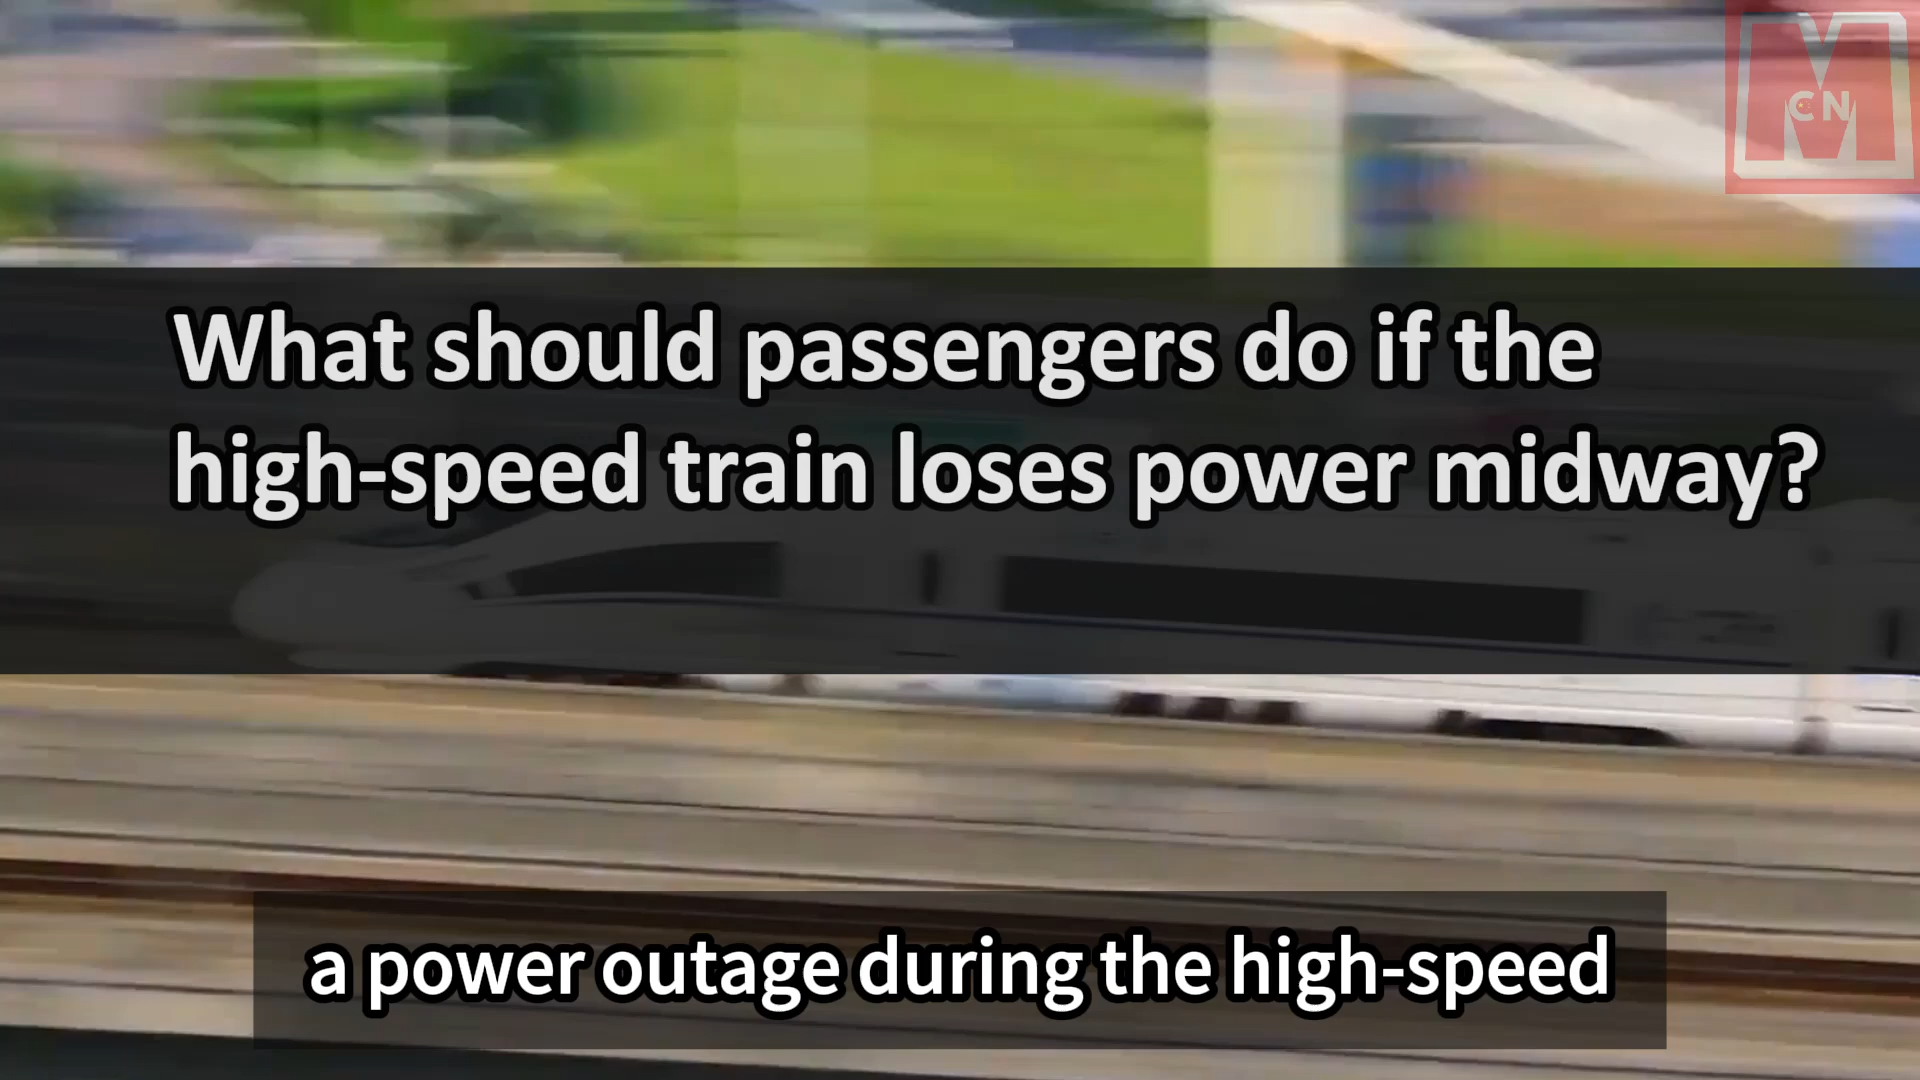 M
CN
What should passengers do if the
high-speed train loses power midway?
a power outage during the high-speed